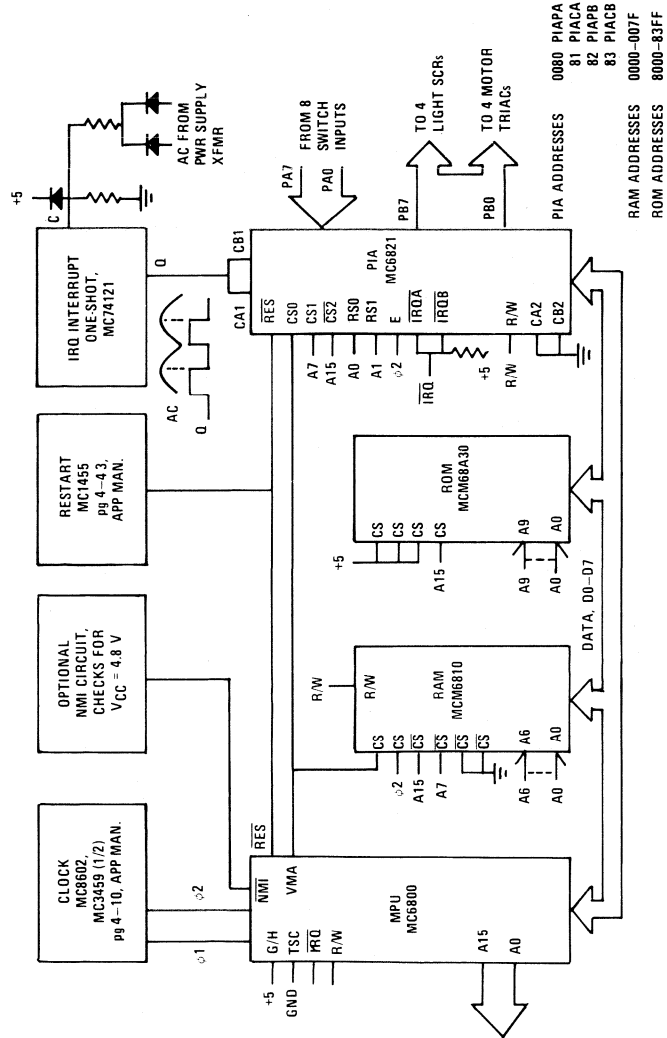 CLOCK
MC8602,
MC3459 (1/2)
pg 4-10, APP MAN.
OPTIONAL
NMI CIRCUIT,
CHECKS FOR
VCC = 4.8 V
RESTART
MC1455
pg 4-43,
APP MAN.
IRQ INTERRUPT
ONE-SHOT,
MC74121
+5
C
AC FROM
PWR SUPPLY
XFMR
Q
AC
Q
φ1
φ2
RES
+5
GND
G/H
TSC
IRQ
R/W
NMI
VMA
MPU
MC6800
A15
A0
R/W
R/W
RAM
MCM6810
CS
φ2 CS
A15 CS
A7 CS
CS
CS
A6 A6
A0 A0
+5
CS
CS
CS
A15 CS
ROM
MCM68A30
A9 A9
A0 A0
DATA, D0-D7
CA1 CB1
RES
CS0
A7 CS1
A15 CS2
A0 RS0
A1 RS1
φ2 E
IRQA
IRQ
IRQB
+5
R/W R/W
CA2
CB2
PIA
MC6821
PA7
PA0
FROM 8
SWITCH
INPUTS
PB7
PB0
TO 4
LIGHT SCRs
TO 4 MOTOR
TRIACs
PIA ADDRESSES 0080 PIAPA
81 PIACA
82 PIAPB
83 PIACB
RAM ADDRESSES 0000-007F
ROM ADDRESSES 8000-83FF